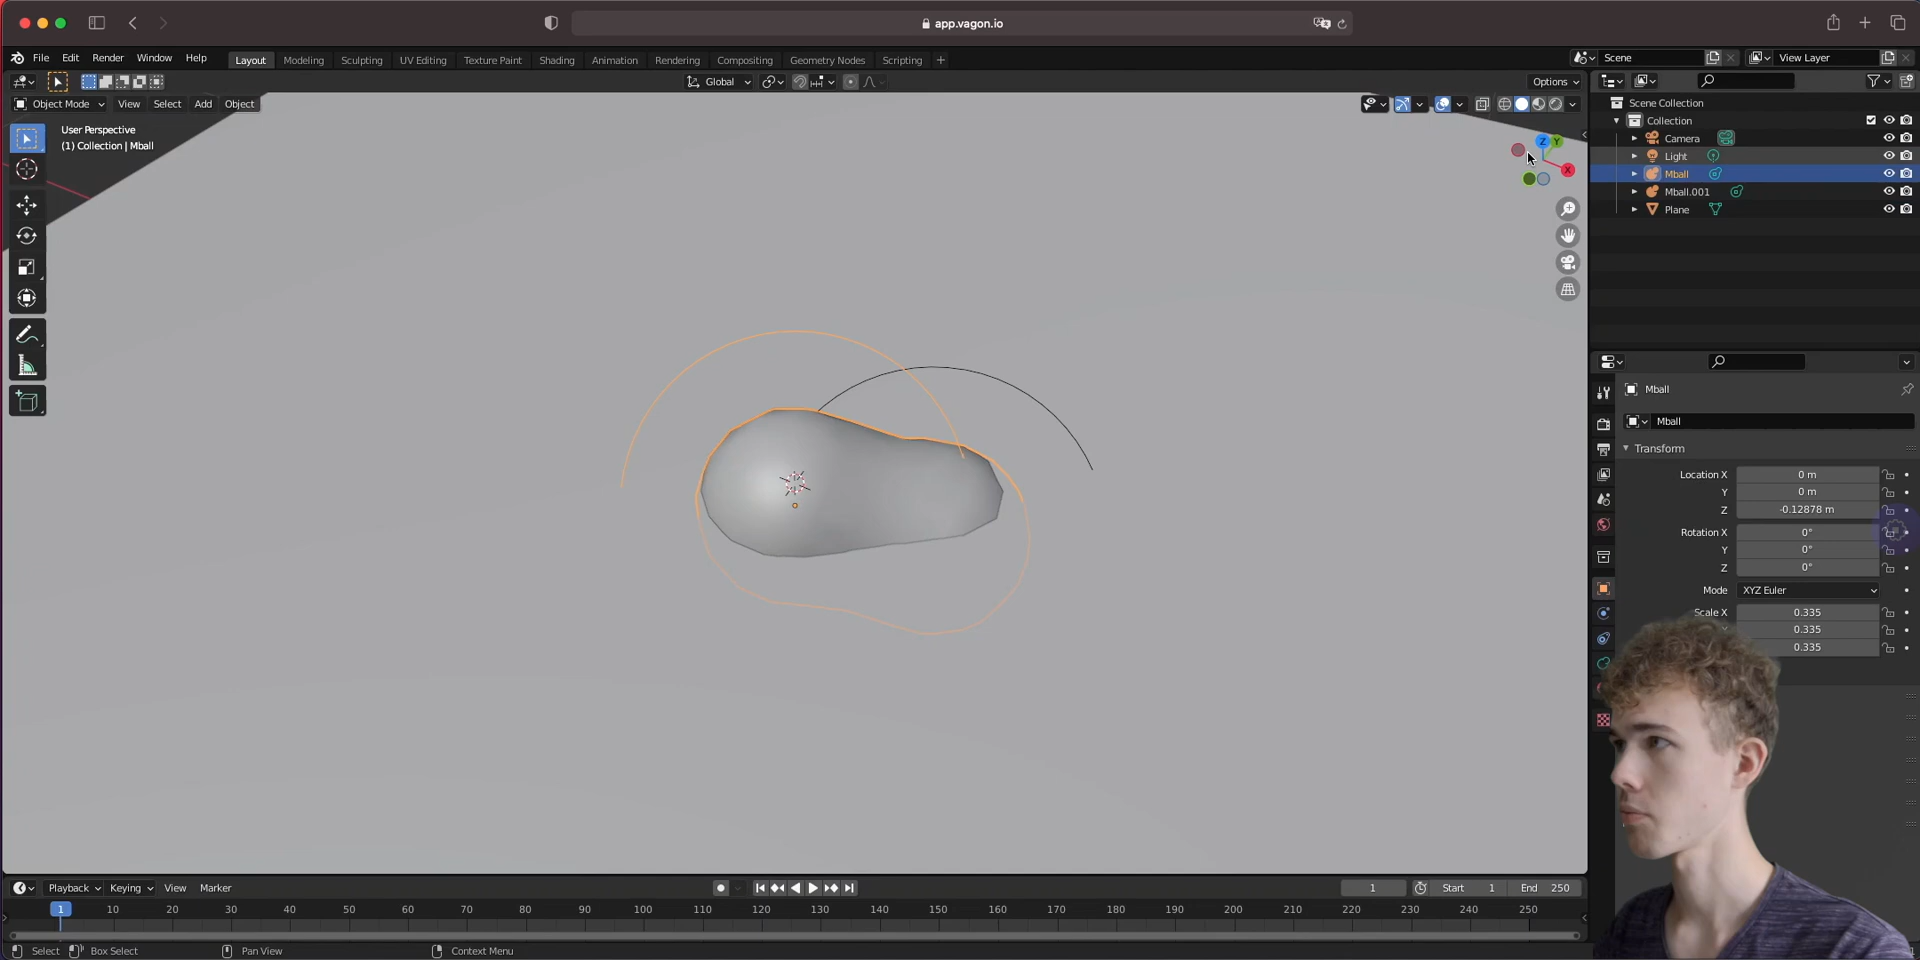 app.vagon.io
File Edit Render Window Help Layout Modeling Sculpting UV Editing Texture Paint Shading Animation Rendering Compositing Geometry Nodes Scripting + Scene View Layer
Global Options
Object Mode View Select Add Object
User Perspective
(1) Collection | Mball
Z Y
X
Scene Collection
Collection
Camera
Light
Mball
Mball.001
Plane
Mball
Mball
Transform
Location X 0 m
Y 0 m
Z -0.12878 m
Rotation X 0°
Y 0°
Z 0°
Mode XYZ Euler
Scale X 0.335
0.335
0.335
Playback Keying View Marker 1 Start 1 End 250
1 10 20 30 40 50 60 70 80 90 100 110 120 130 140 150 160 170 180 190 200 210 220 230 240 250
Select Box Select Pan View Context Menu